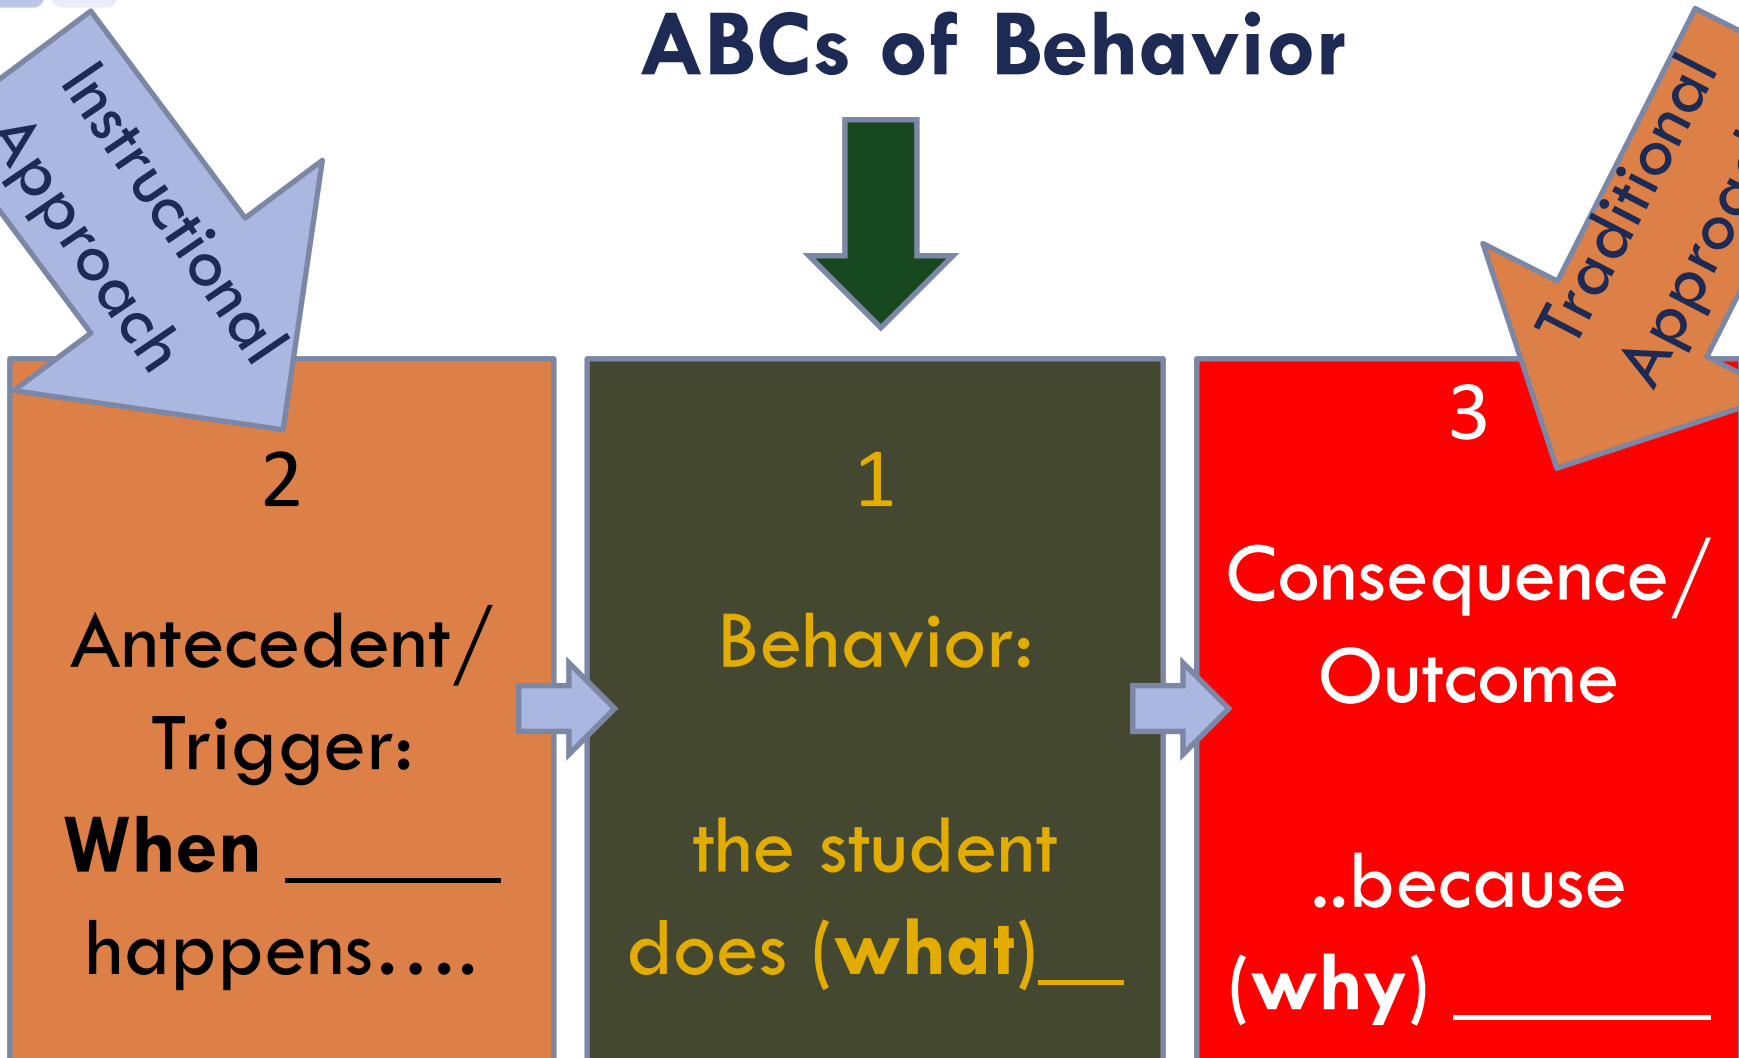 ABCs of Behavior
Instructional
Approach
Traditional
2
Antecedent/
Trigger:
When _____
happens....
1
Behavior:
the student
does (what)__
3
Consequence/
Outcome
..because
(why) ______